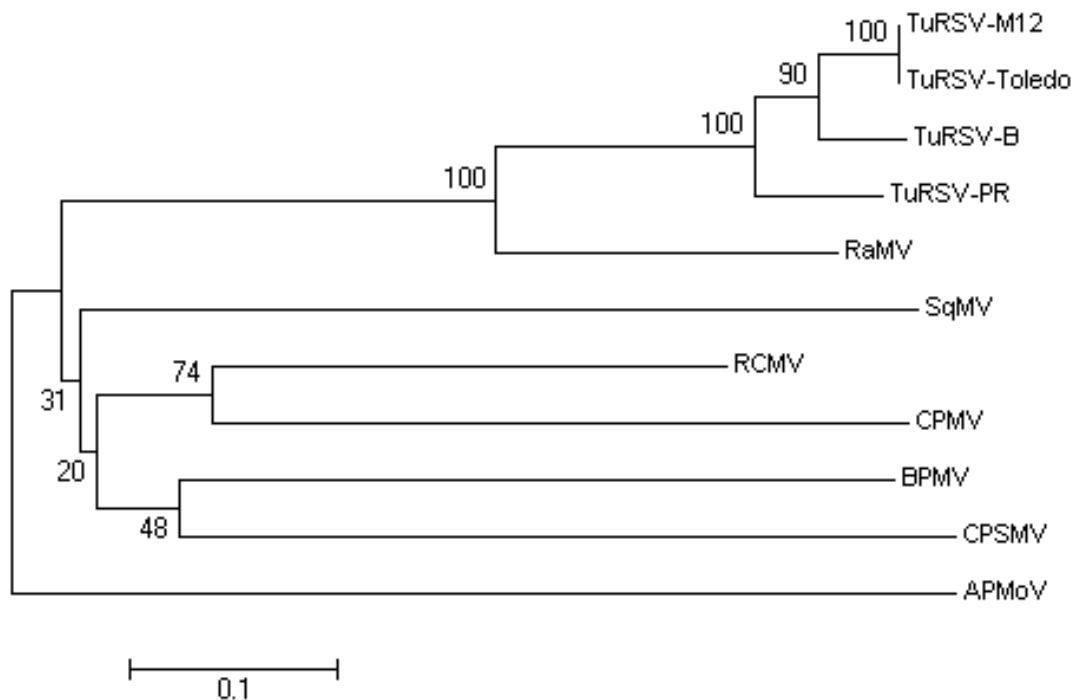 TuRSV-M12
100
TuRSV-Toledo
90
100
TuRSV-B
100
TuRSV-PR
RaMV
SqMV
74
RCMV
31
CPMV
20
BPMV
48
CPSMV
APMoV
0.1